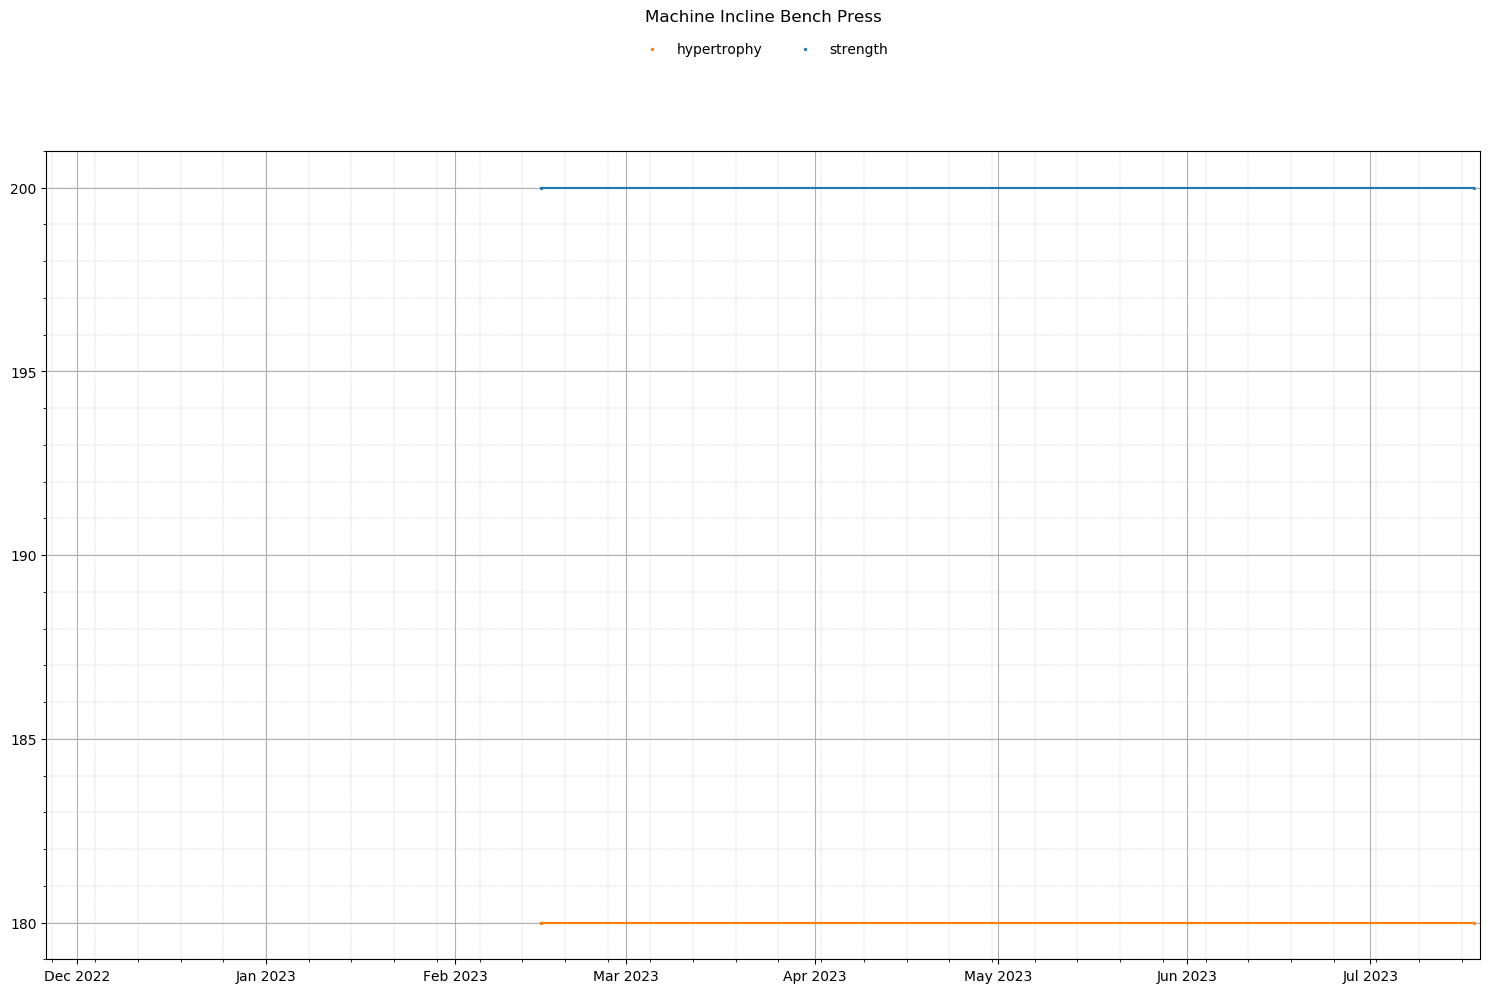 Machine Incline Bench Press
hypertrophy strength
200
195
190
185
180
Dec 2022 Jan 2023 Feb 2023 Mar 2023 Apr 2023 May 2023 Jun 2023 Jul 2023